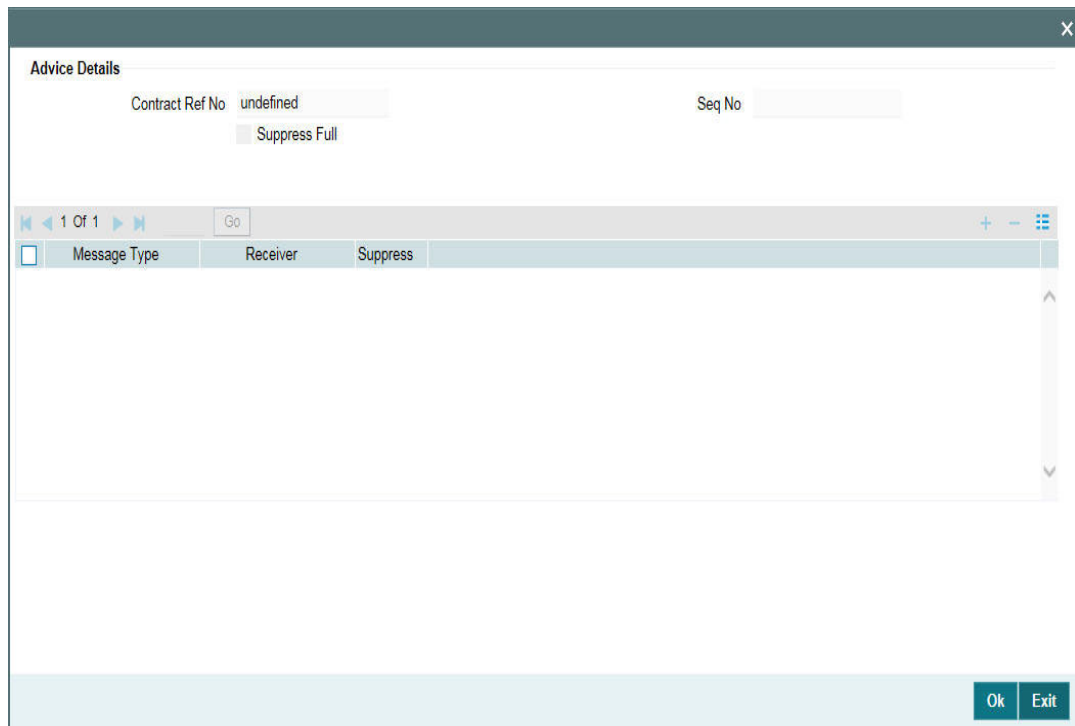 X
Advice Details
Contract Ref No undefined Seq No
Suppress Full
1 Of 1 Go
Message Type Receiver Suppress
Ok Exit